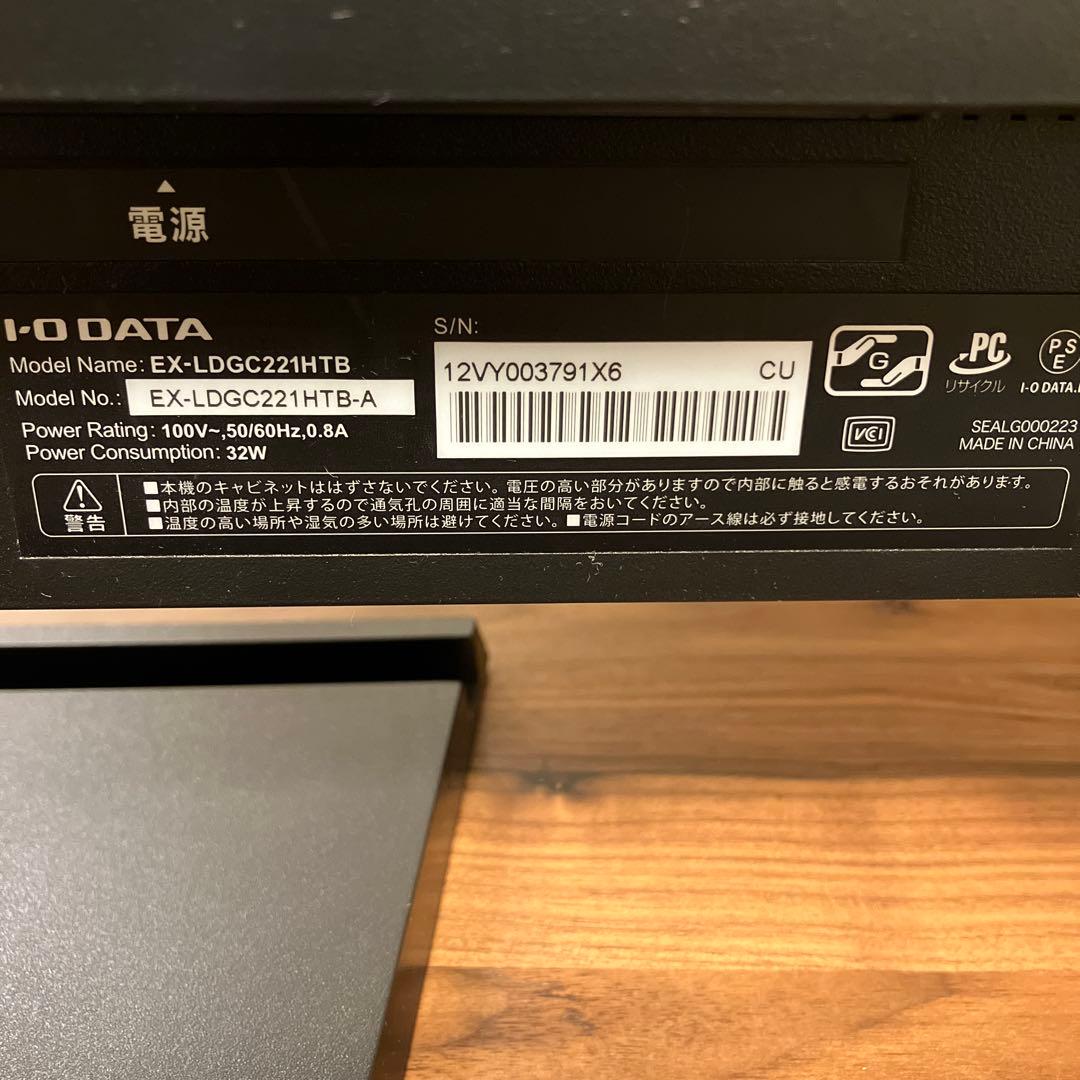 電源
I-O DATA
Model Name: EX-LDGC221HTB
Model No.: EX-LDGC221HTB-A
Power Rating: 100V~,50/60Hz,0.8A
Power Consumption: 32W
S/N:
12VY003791X6 CU
G
PC
リサイクル
PS
E
I-O DATA.
VCI
SEALG000223
MADE IN CHINA
警告
■本機のキャビネットははずさないでください。電圧の高い部分がありますので内部に触ると感電するおそれがあります。
■内部の温度が上昇するので通気孔の周囲に適当な間隔をおいてください。
■温度の高い場所や湿気の多い場所は避けてください。■電源コードのアース線は必ず接地してください。